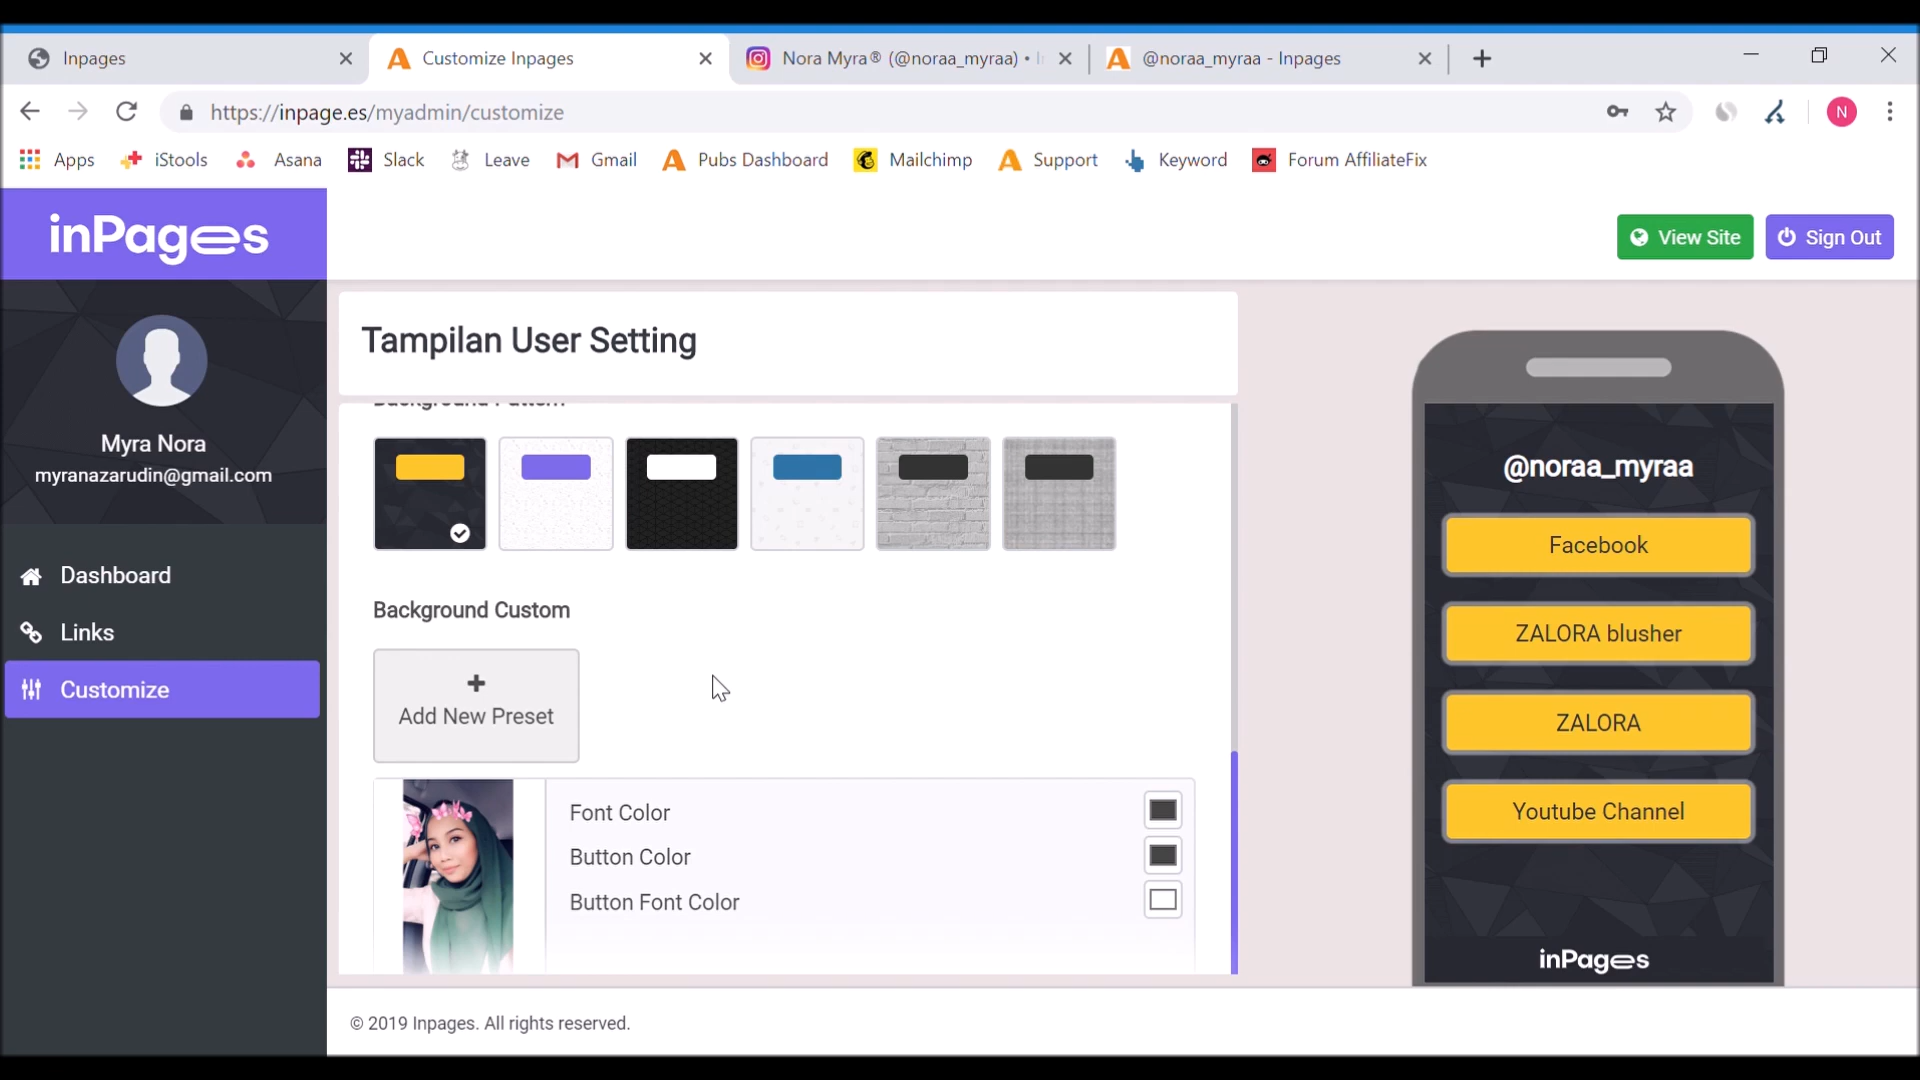 Inpages
Customize Inpages
Nora Myra® (@noraa_myraa) •
@noraa_myraa - Inpages
https://inpage.es/myadmin/customize
N
Apps
iStools
Asana
Slack
Leave
Gmail
Pubs Dashboard
Mailchimp
Support
Keyword
Forum AffiliateFix
inPages
View Site
Sign Out
Myra Nora
myranazarudin@gmail.com
Dashboard
Links
Customize
Tampilan User Setting
Background Pattern
Background Custom
Add New Preset
Font Color
Button Color
Button Font Color
@noraa_myraa
Facebook
ZALORA blusher
ZALORA
Youtube Channel
inPages
© 2019 Inpages. All rights reserved.